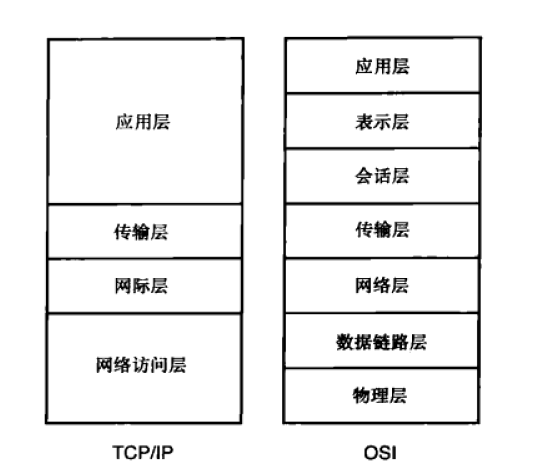 应用层
传输层
网际层
网络访问层
TCP/IP
应用层
表示层
会话层
传输层
网络层
数据链路层
物理层
OSI